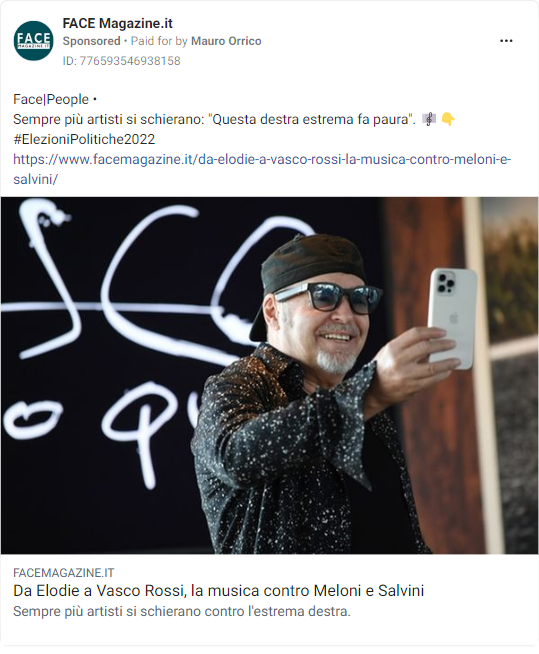 FACE Magazine.it
Sponsored • Paid for by Mauro Orrico
ID: 776593546938158
FACE
MAGAZINE.IT
Face|People •
Sempre più artisti si schierano: "Questa destra estrema fa paura". 🎼 👇
#ElezioniPolitiche2022
https://www.facemagazine.it/da-elodie-a-vasco-rossi-la-musica-contro-meloni-e-
salvini/
sco
o qu
FACEMAGAZINE.IT
Da Elodie a Vasco Rossi, la musica contro Meloni e Salvini
Sempre più artisti si schierano contro l'estrema destra.